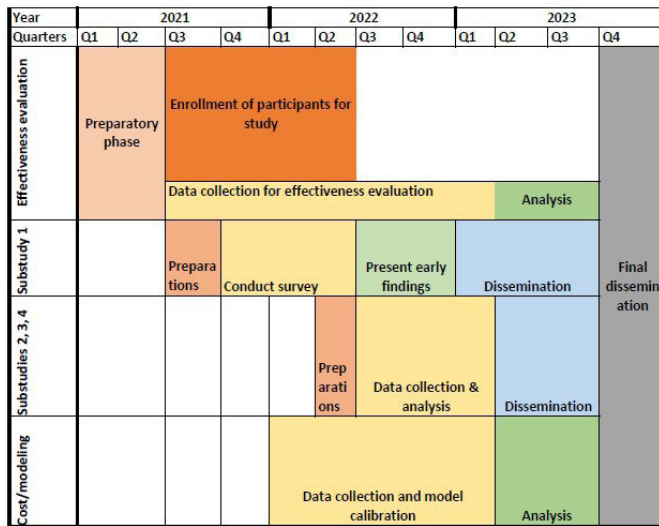 Year 2021 2022 2023
Quarters Q1 Q2 Q3 Q4 Q1 Q2 Q3 Q4 Q1 Q2 Q3 Q4
Effectiveness evaluation
Preparatory
phase
Enrollment of participants for
study
Data collection for effectiveness evaluation
Analysis
Substudy 1
Prepara
tions
Conduct survey
Present early
findings
Dissemination
Final
dissemin
ation
Substudies 2, 3, 4
Prep
arati
ons
Data collection &
analysis
Dissemination
Cost/modeling
Data collection and model
calibration
Analysis